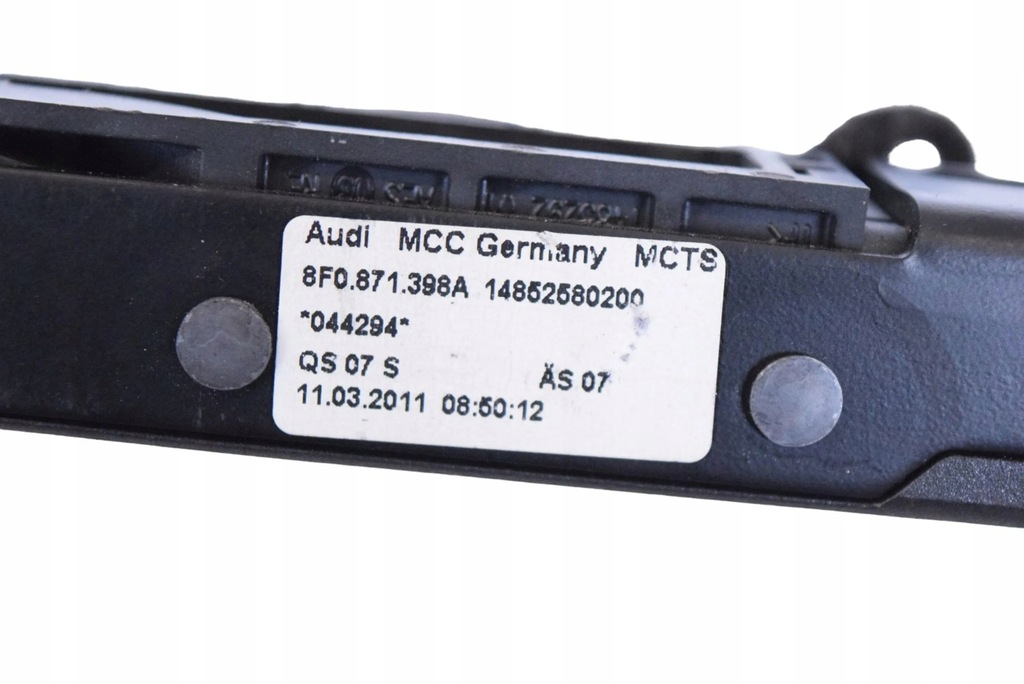 Audi MCC Germany MCTS
8F0.871.398A 14852580200
*044294*
QS 07 S ÄS 07
11.03.2011 08:50:12